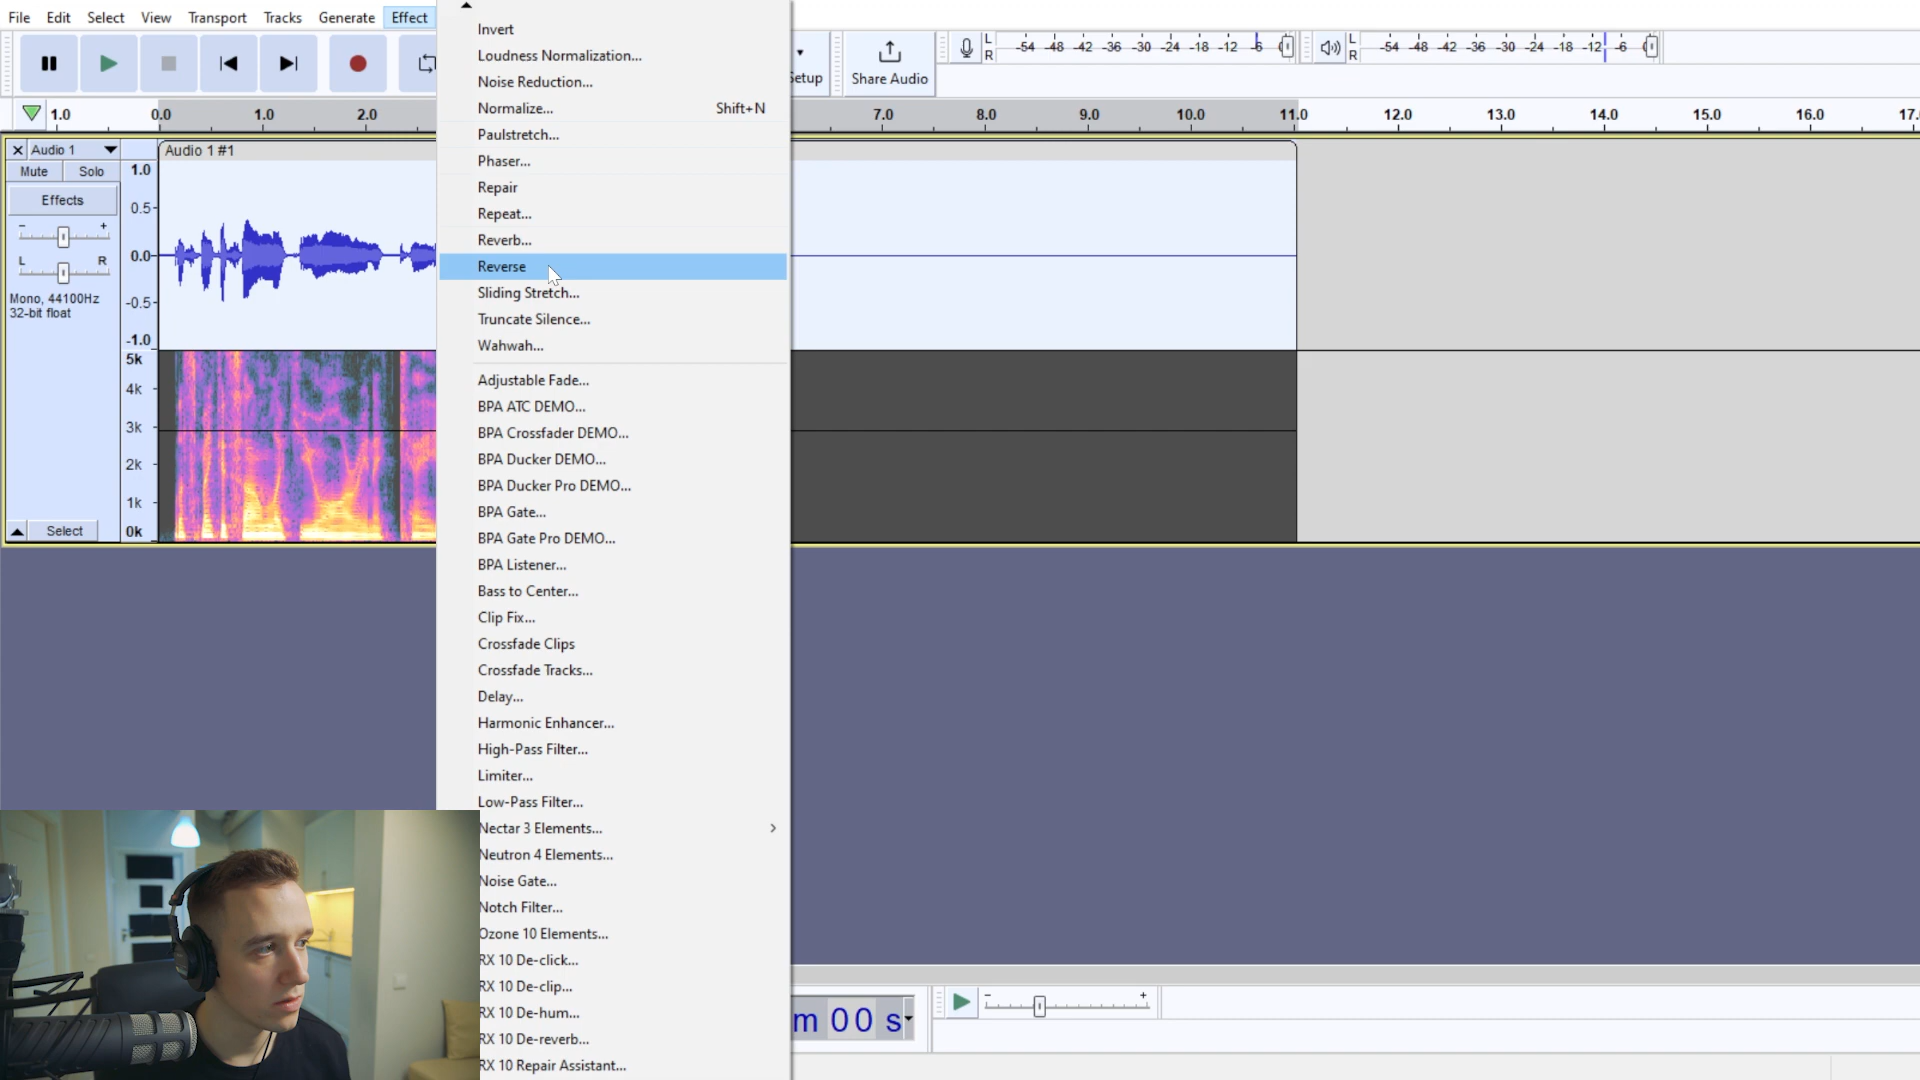 File Edit Select View Transport Tracks Generate Effect
Setup
Share Audio
L
R
-54 -48 -42 -36 -30 -24 -18 -12 -6 0
L
R
-54 -48 -42 -36 -30 -24 -18 -12 -6 0
1.0 0.0 1.0 2.0 7.0 8.0 9.0 10.0 11.0 12.0 13.0 14.0 15.0 16.0 17.
Audio 1
Audio 1 #1
Mute Solo
Effects
- +
L R
Mono, 44100Hz
32-bit float
Select
1.0
0.5
0.0
-0.5
-1.0
5k
4k
3k
2k
1k
0k
Invert
Loudness Normalization...
Noise Reduction...
Normalize... Shift+N
Paulstretch...
Phaser...
Repair
Repeat...
Reverb...
Reverse
Sliding Stretch...
Truncate Silence...
Wahwah...
Adjustable Fade...
BPA ATC DEMO...
BPA Crossfader DEMO...
BPA Ducker DEMO...
BPA Ducker Pro DEMO...
BPA Gate...
BPA Gate Pro DEMO...
BPA Listener...
Bass to Center...
Clip Fix...
Crossfade Clips
Crossfade Tracks...
Delay...
Harmonic Enhancer...
High-Pass Filter...
Limiter...
Low-Pass Filter...
Nectar 3 Elements...
Neutron 4 Elements...
Noise Gate...
Notch Filter...
Ozone 10 Elements...
RX 10 De-click...
RX 10 De-clip...
RX 10 De-hum...
RX 10 De-reverb...
RX 10 Repair Assistant...
m 00 s
- +